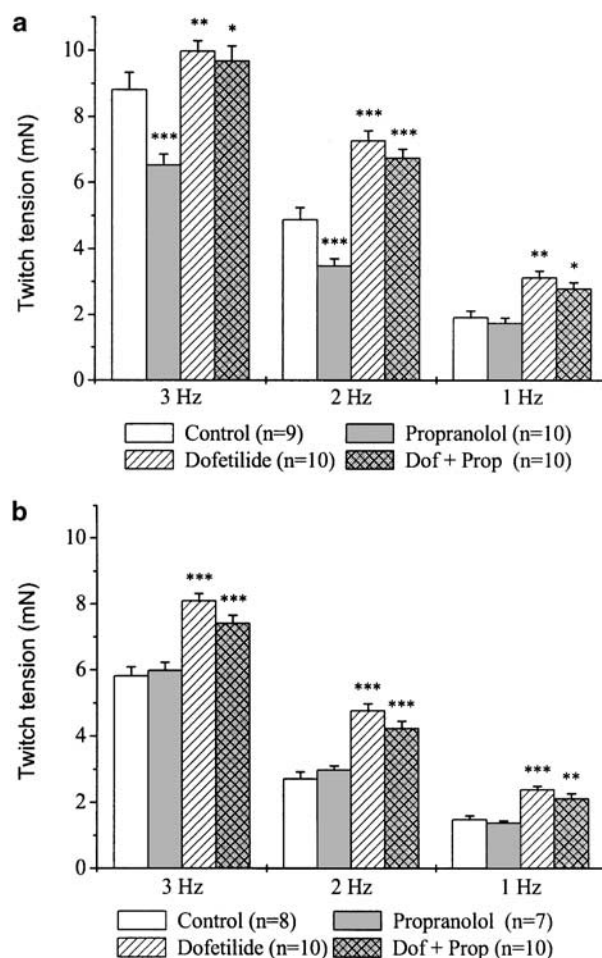 a
Twitch tension (mN)
10
8
6
4
2
0
** *
***
*** ***
***
** *
3 Hz 2 Hz 1 Hz
Control (n=9) Propranolol (n=10)
Dofetilide (n=10) Dof + Prop (n=10)
b
Twitch tension (mN)
10
8
6
4
2
0
*** ***
*** ***
*** **
3 Hz 2 Hz 1 Hz
Control (n=8) Propranolol (n=7)
Dofetilide (n=10) Dof + Prop (n=10)